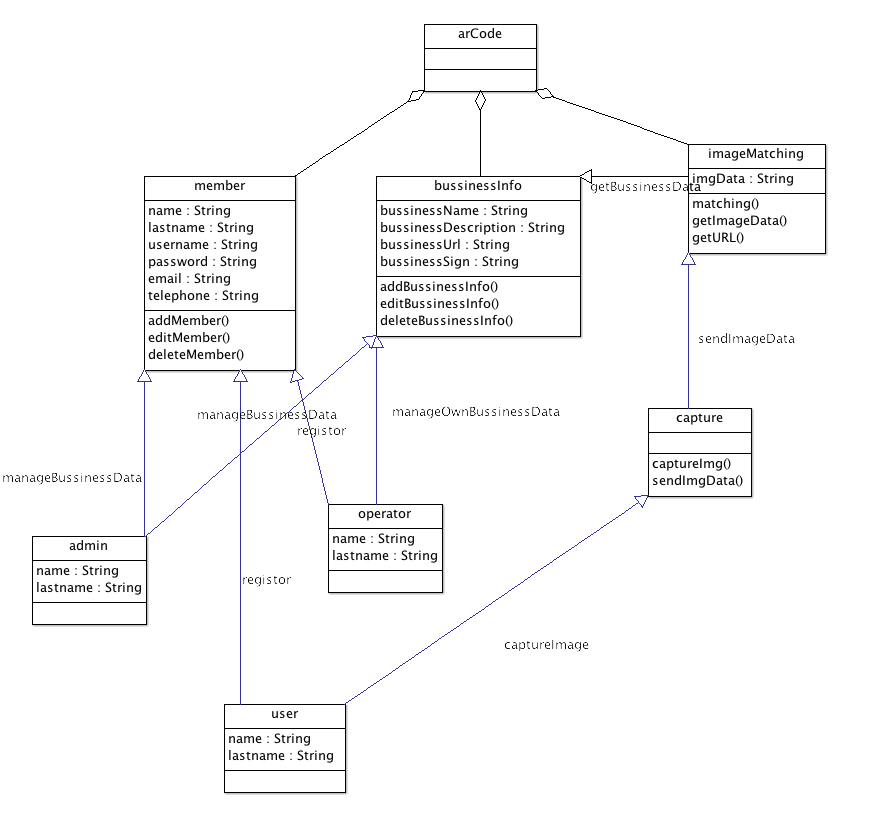 arCode
imageMatching
imgData : String
matching()
getImageData()
getURL()
getBussinessData
member
name : String
lastname : String
username : String
password : String
email : String
telephone : String
addMember()
editMember()
deleteMember()
bussinessInfo
bussinessName : String
bussinessDescription : String
bussinessUrl : String
bussinessSign : String
addBussinessInfo()
editBussinessInfo()
deleteBussinessInfo()
sendImageData
manageBussinessData
registor
manageOwnBussinessData
capture
captureImg()
sendImgData()
manageBussinessData
operator
name : String
lastname : String
admin
name : String
lastname : String
registor
captureImage
user
name : String
lastname : String